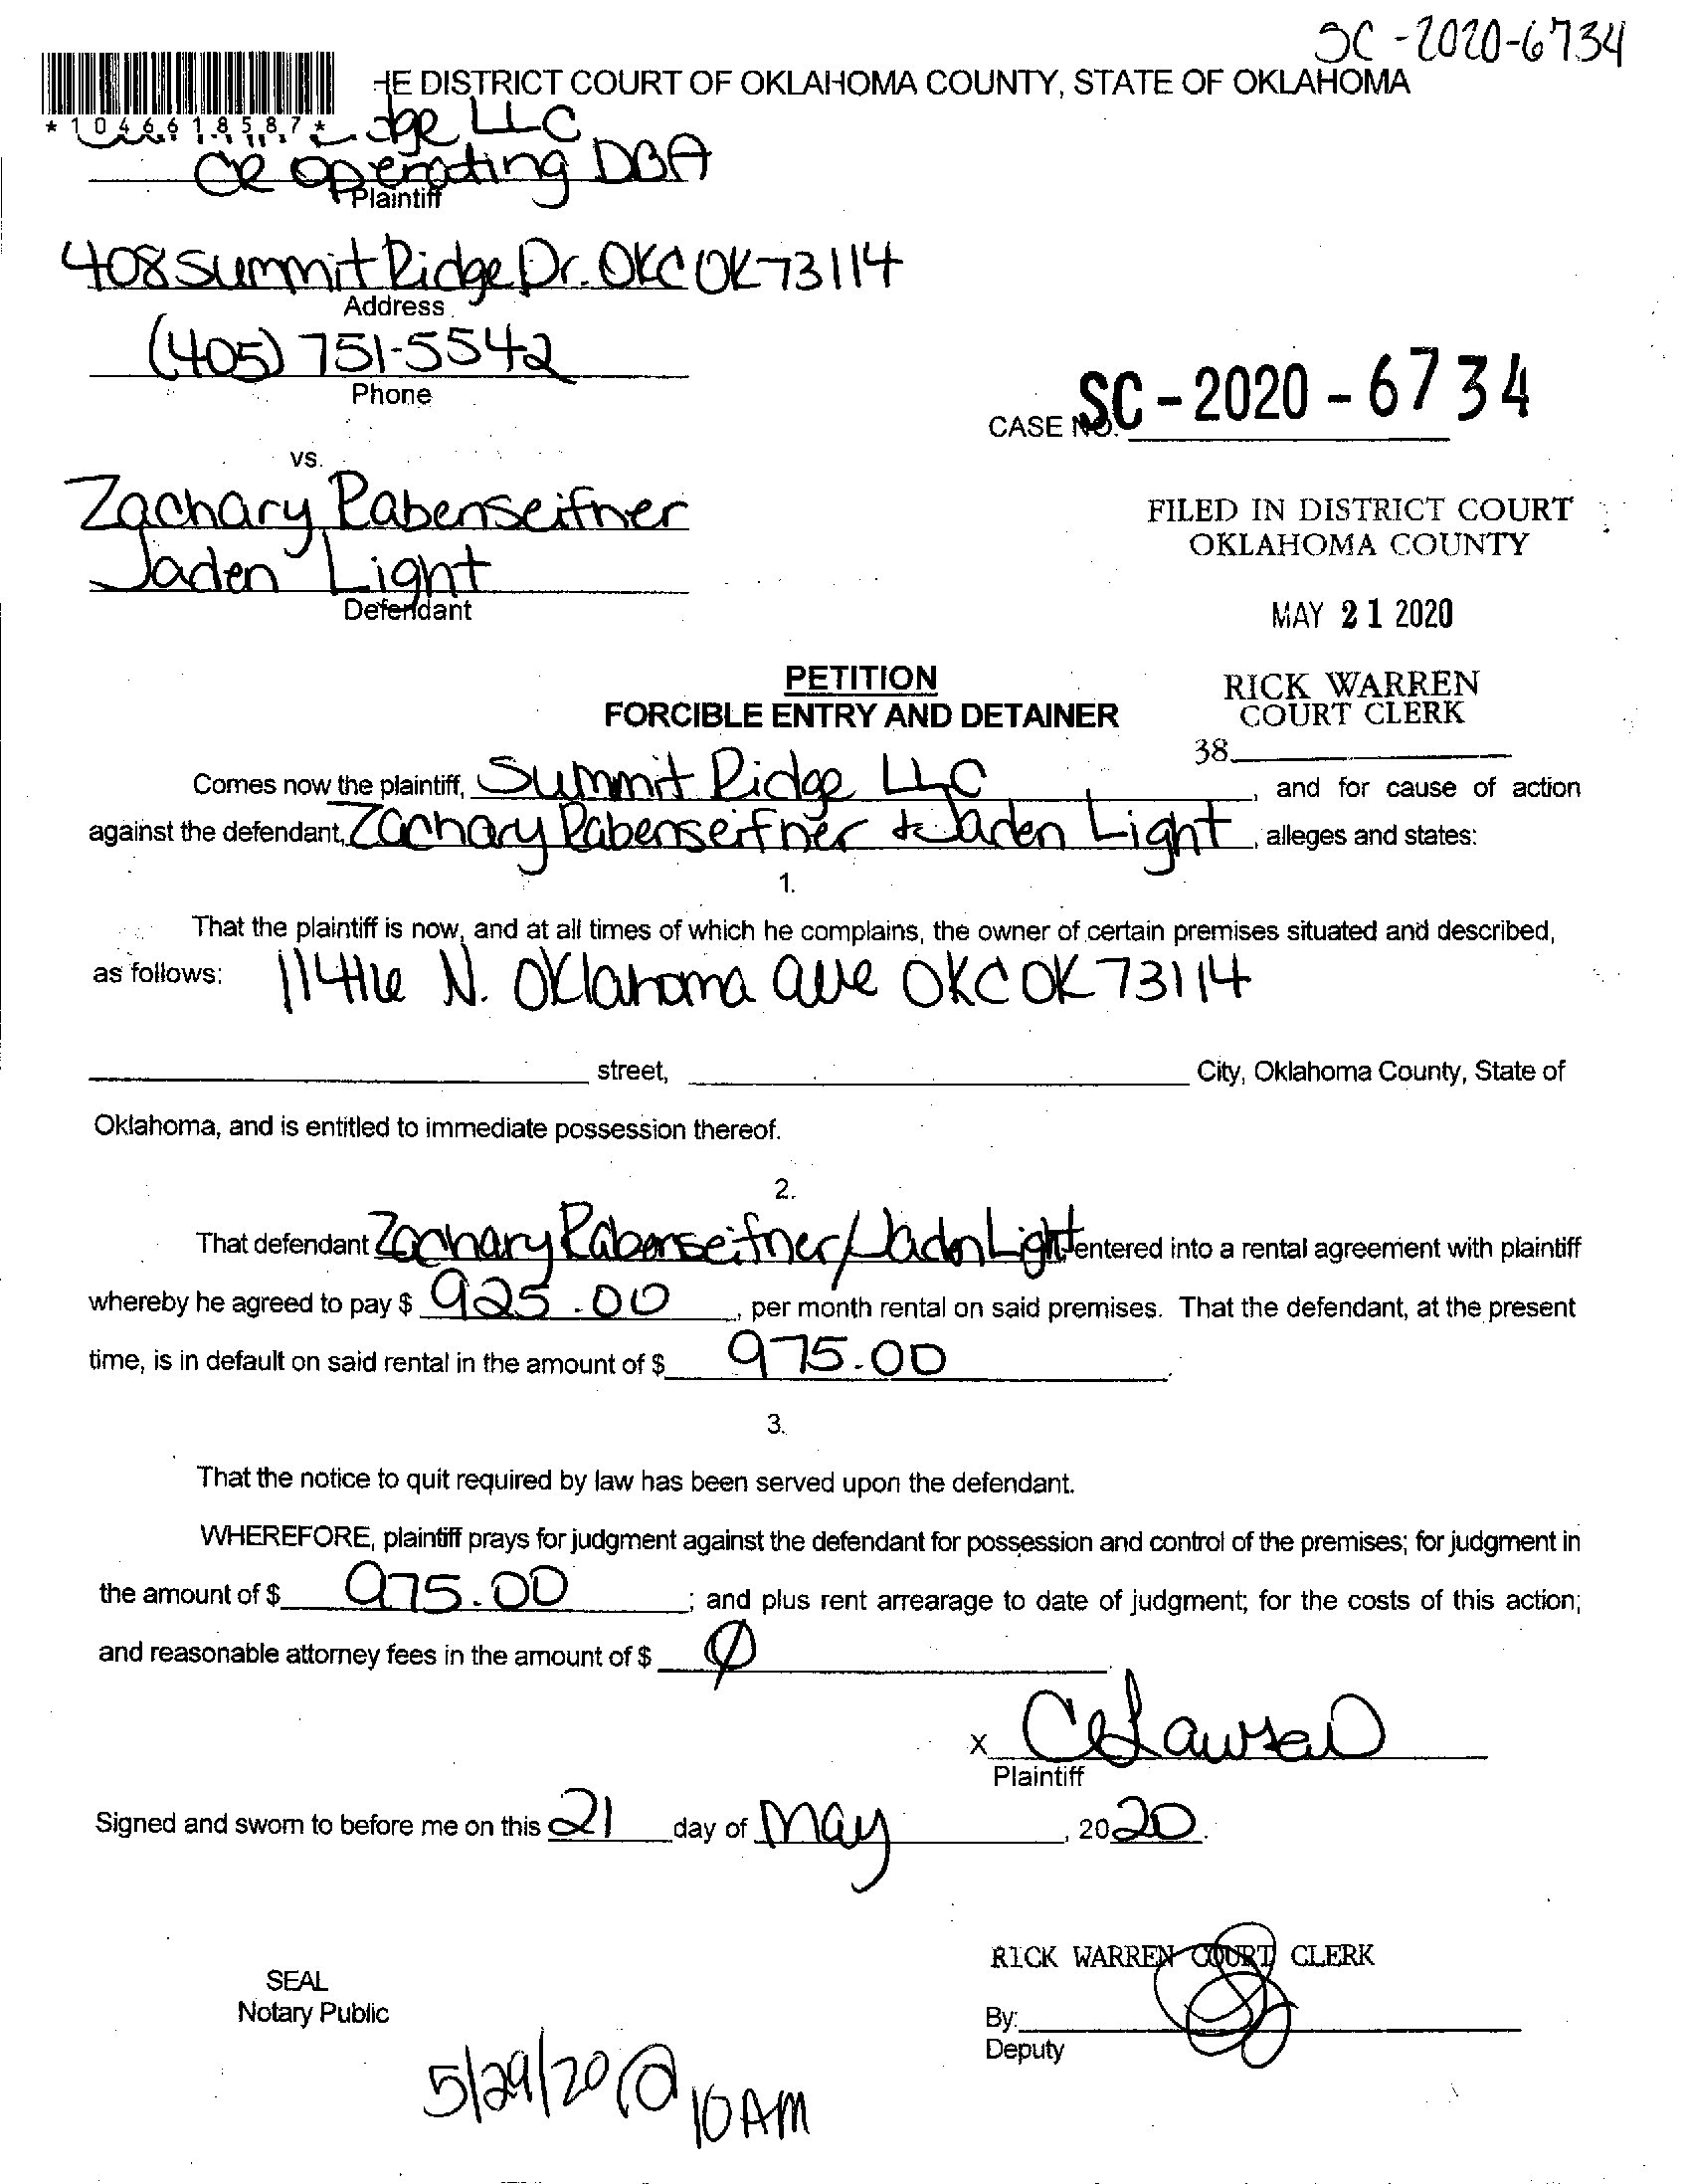 SC-2020-6734
HE DISTRICT COURT OF OKLAHOMA COUNTY, STATE OF OKLAHOMA
*1046618587*
dge LLC
CR operating DBA
Plaintiff
408 Summit Ridge Dr. OKC OK 73114
Address
(405) 751-5542
Phone
CASE NO. SC-2020-6734
vs.
Zachary Rabenseifner
Jaden Light
Defendant
FILED IN DISTRICT COURT
OKLAHOMA COUNTY
MAY 21 2020
RICK WARREN
COURT CLERK
38
PETITION
FORCIBLE ENTRY AND DETAINER
Comes now the plaintiff, Summit Ridge LLC, and for cause of action
against the defendant, Zachary Rabenseifner & Jaden Light, alleges and states:
1.
That the plaintiff is now, and at all times of which he complains, the owner of certain premises situated and described,
as follows: 11416 N. Oklahoma ave OKC OK 73114
street, City, Oklahoma County, State of
Oklahoma, and is entitled to immediate possession thereof.
2.
That defendant Zachary Rabenseifner/Jaden Light entered into a rental agreement with plaintiff
whereby he agreed to pay $ 925.00, per month rental on said premises. That the defendant, at the present
time, is in default on said rental in the amount of $ 975.00.
3.
That the notice to quit required by law has been served upon the defendant.
WHEREFORE, plaintiff prays for judgment against the defendant for possession and control of the premises; for judgment in
the amount of $ 975.00; and plus rent arrearage to date of judgment; for the costs of this action;
and reasonable attorney fees in the amount of $ Ø
x CLawson
Plaintiff
Signed and sworn to before me on this 21 day of May, 2020.
RICK WARREN COURT CLERK
SEAL
Notary Public
By:
Deputy
5/29/20 @ 10 AM